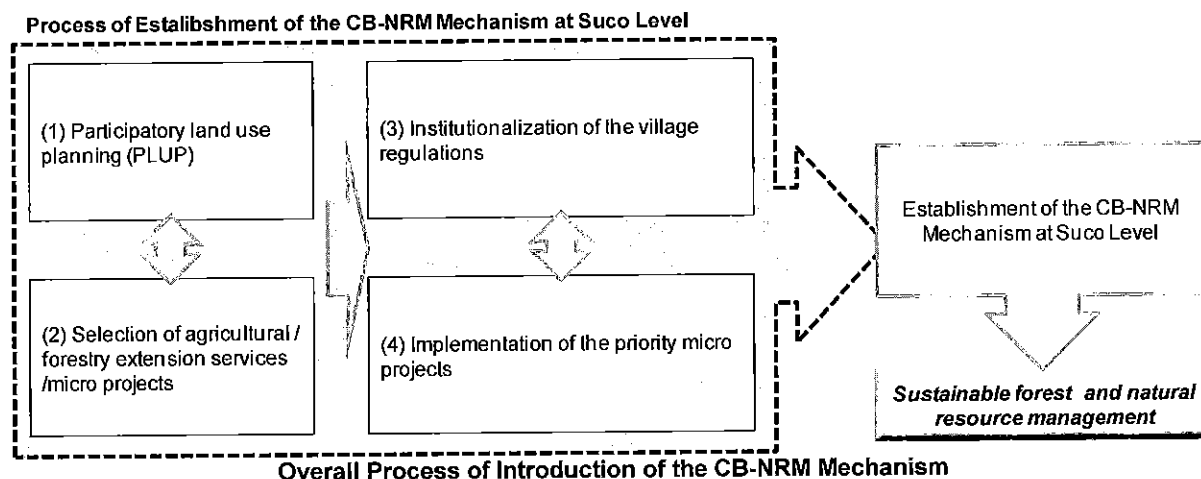 Process of Estalibshment of the CB-NRM Mechanism at Suco Level
(1) Participatory land use
planning (PLUP)
(3) Institutionalization of the village
regulations
Establishment of the CB-NRM
Mechanism at Suco Level
(2) Selection of agricultural /
forestry extension services
/micro projects
(4) Implementation of the priority micro
projects
Sustainable forest and natural
resource management
Overall Process of Introduction of the CB-NRM Mechanism